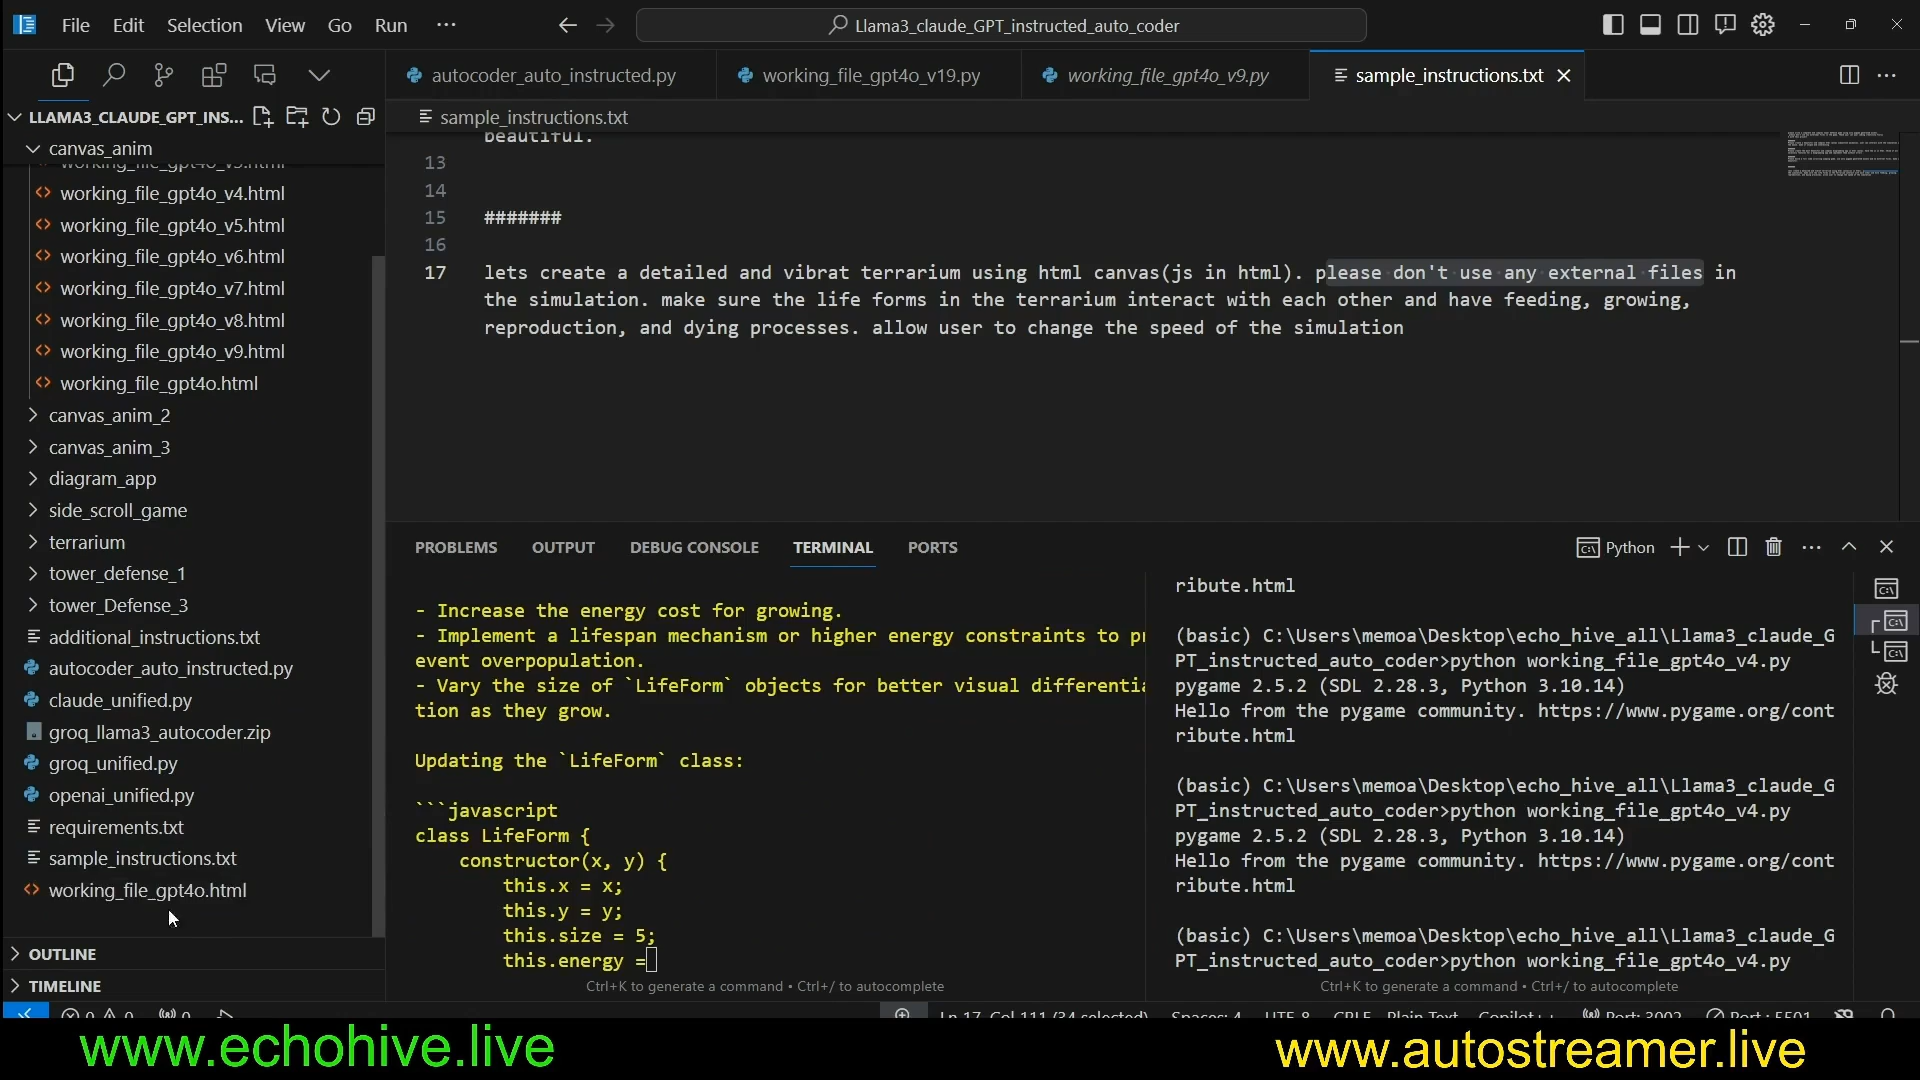 File Edit Selection View Go Run ···
Llama3_claude_GPT_instructed_auto_coder
autocoder_auto_instructed.py
working_file_gpt4o_v19.py
working_file_gpt4o_v9.py
sample_instructions.txt
LLAMA3_CLAUDE_GPT_INS...
sample_instructions.txt
canvas_anim
working_file_gpt4o_v4.html
working_file_gpt4o_v5.html
working_file_gpt4o_v6.html
working_file_gpt4o_v7.html
working_file_gpt4o_v8.html
working_file_gpt4o_v9.html
working_file_gpt4o.html
canvas_anim_2
canvas_anim_3
diagram_app
side_scroll_game
terrarium
tower_defense_1
tower_Defense_3
additional_instructions.txt
autocoder_auto_instructed.py
claude_unified.py
groq_llama3_autocoder.zip
groq_unified.py
openai_unified.py
requirements.txt
sample_instructions.txt
working_file_gpt4o.html
OUTLINE
TIMELINE
beautiful.
13
14
15 #######
16
17 lets create a detailed and vibrat terrarium using html canvas(js in html). please don't use any external files in
the simulation. make sure the life forms in the terrarium interact with each other and have feeding, growing,
reproduction, and dying processes. allow user to change the speed of the simulation
PROBLEMS OUTPUT DEBUG CONSOLE TERMINAL PORTS
Python
- Increase the energy cost for growing.
- Implement a lifespan mechanism or higher energy constraints to pr
event overpopulation.
- Vary the size of `LifeForm` objects for better visual differentia
tion as they grow.
Updating the `LifeForm` class:
```javascript
class LifeForm {
constructor(x, y) {
this.x = x;
this.y = y;
this.size = 5;
this.energy =
Ctrl+K to generate a command • Ctrl+/ to autocomplete
ribute.html
(basic) C:\Users\memoa\Desktop\echo_hive_all\Llama3_claude_G
PT_instructed_auto_coder>python working_file_gpt4o_v4.py
pygame 2.5.2 (SDL 2.28.3, Python 3.10.14)
Hello from the pygame community. https://www.pygame.org/cont
ribute.html
(basic) C:\Users\memoa\Desktop\echo_hive_all\Llama3_claude_G
PT_instructed_auto_coder>python working_file_gpt4o_v4.py
pygame 2.5.2 (SDL 2.28.3, Python 3.10.14)
Hello from the pygame community. https://www.pygame.org/cont
ribute.html
(basic) C:\Users\memoa\Desktop\echo_hive_all\Llama3_claude_G
PT_instructed_auto_coder>python working_file_gpt4o_v4.py
Ctrl+K to generate a command • Ctrl+/ to autocomplete
Ln 17, Col 111 (34 selected) Spaces: 4 UTF-8 CRLF Plain Text
www.echohive.live
www.autostreamer.live